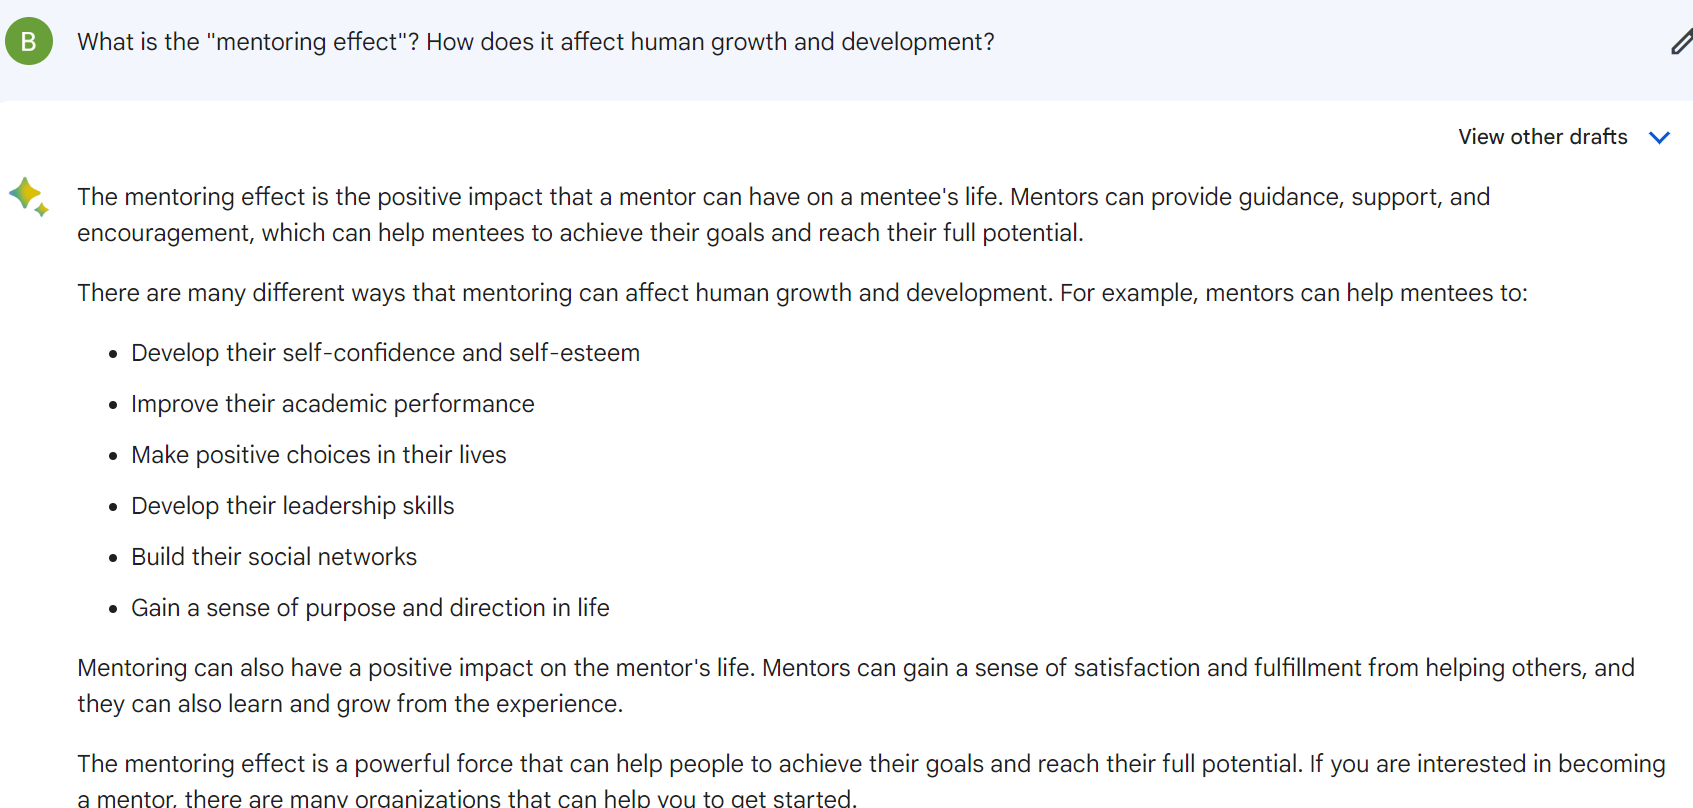 B
What is the "mentoring effect"? How does it affect human growth and development?
View other drafts
The mentoring effect is the positive impact that a mentor can have on a mentee's life. Mentors can provide guidance, support, and
encouragement, which can help mentees to achieve their goals and reach their full potential.
There are many different ways that mentoring can affect human growth and development. For example, mentors can help mentees to:
• Develop their self-confidence and self-esteem
• Improve their academic performance
• Make positive choices in their lives
• Develop their leadership skills
• Build their social networks
• Gain a sense of purpose and direction in life
Mentoring can also have a positive impact on the mentor's life. Mentors can gain a sense of satisfaction and fulfillment from helping others, and
they can also learn and grow from the experience.
The mentoring effect is a powerful force that can help people to achieve their goals and reach their full potential. If you are interested in becoming
a mentor, there are many organizations that can help you to get started.